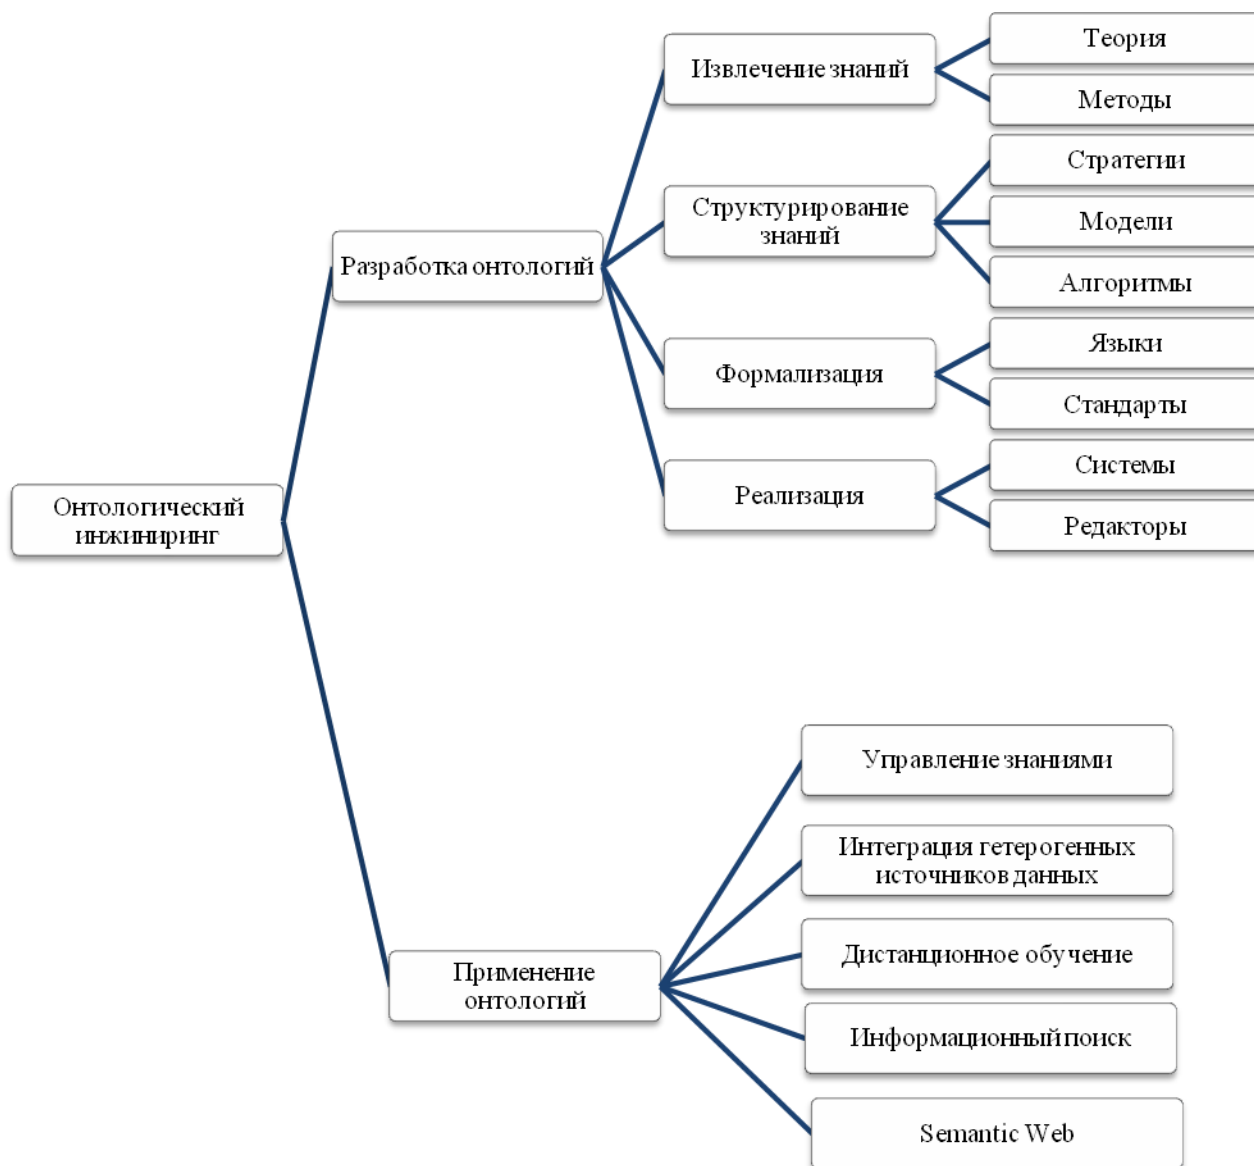 Теория
Извлечение знаний
Методы
Стратегии
Структурирование
знаний
Модели
Разработка онтологий
Алгоритмы
Языки
Формализация
Стандарты
Системы
Реализация
Онтологический
инжиниринг
Редакторы
Управление знаниями
Интеграция гетерогенных
источников данных
Дистанционное обучение
Применение
онтологий
Информационный поиск
Semantic Web